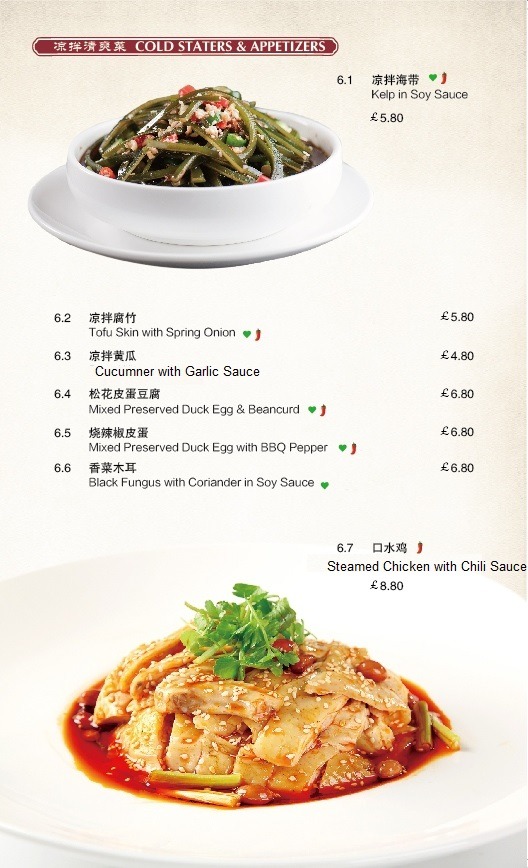 凉拌清爽菜 COLD STATERS & APPETIZERS
6.1 凉拌海带
Kelp in Soy Sauce
£5.80
6.2 凉拌腐竹 £5.80
Tofu Skin with Spring Onion
6.3 凉拌黄瓜 £4.80
Cucumner with Garlic Sauce
6.4 松花皮蛋豆腐 £6.80
Mixed Preserved Duck Egg & Beancurd
6.5 烧辣椒皮蛋 £6.80
Mixed Preserved Duck Egg with BBQ Pepper
6.6 香菜木耳 £6.80
Black Fungus with Coriander in Soy Sauce
6.7 口水鸡
Steamed Chicken with Chili Sauce
£8.80